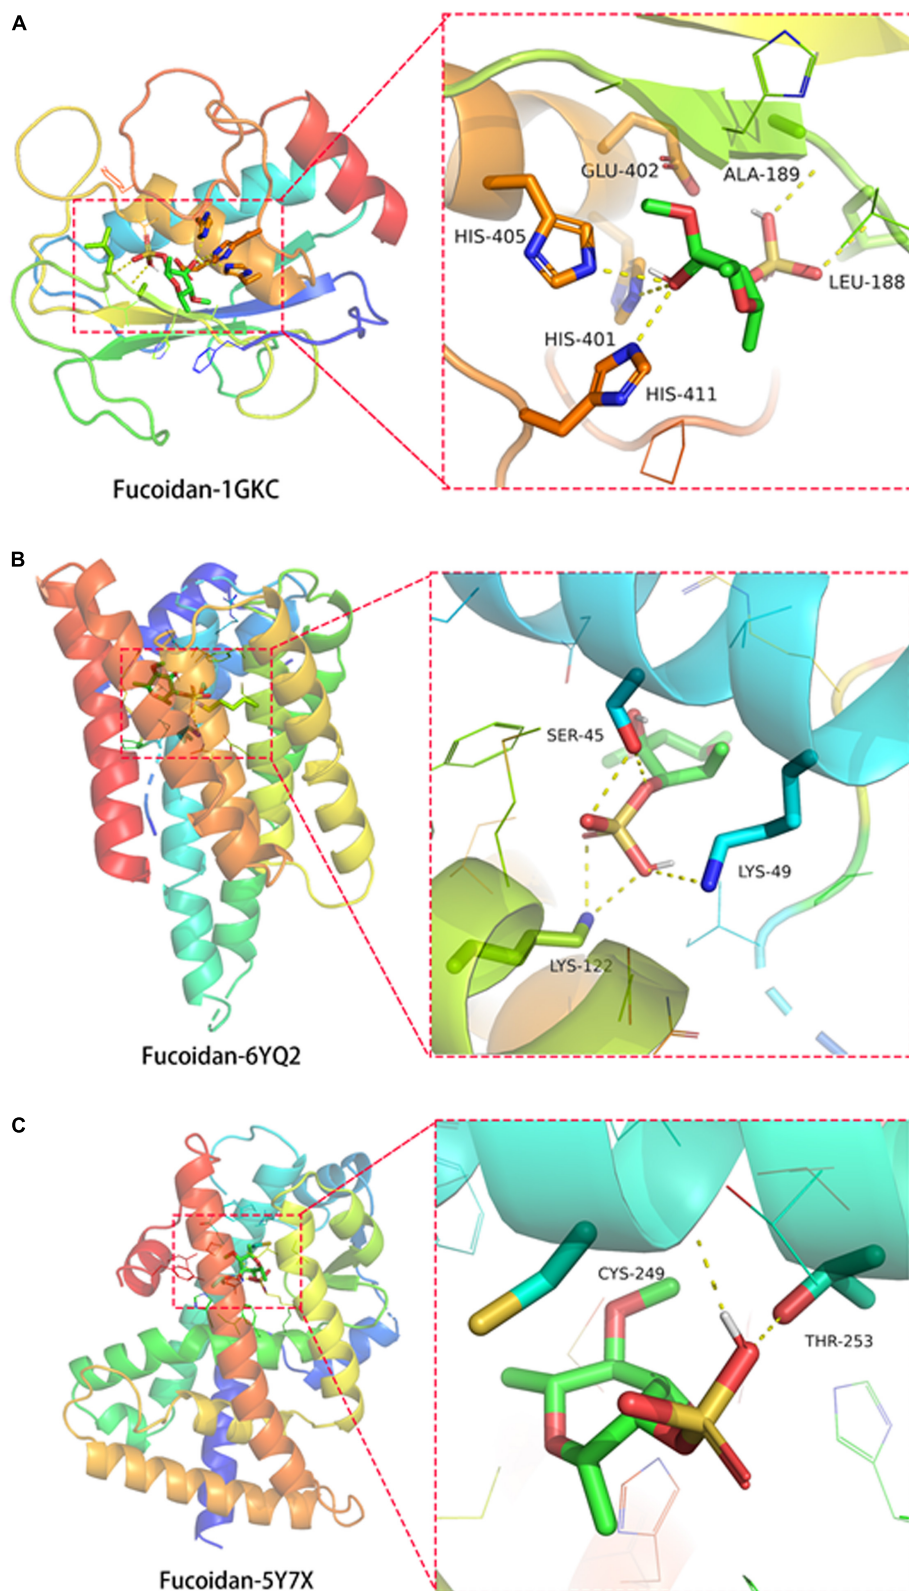 A
GLU-402
ALA-189
HIS-405
LEU-188
HIS-401
HIS-411
Fucoidan-1GKC
B
SER-45
LYS-49
LYS-122
Fucoidan-6YQ2
C
CYS-249
THR-253
Fucoidan-5Y7X